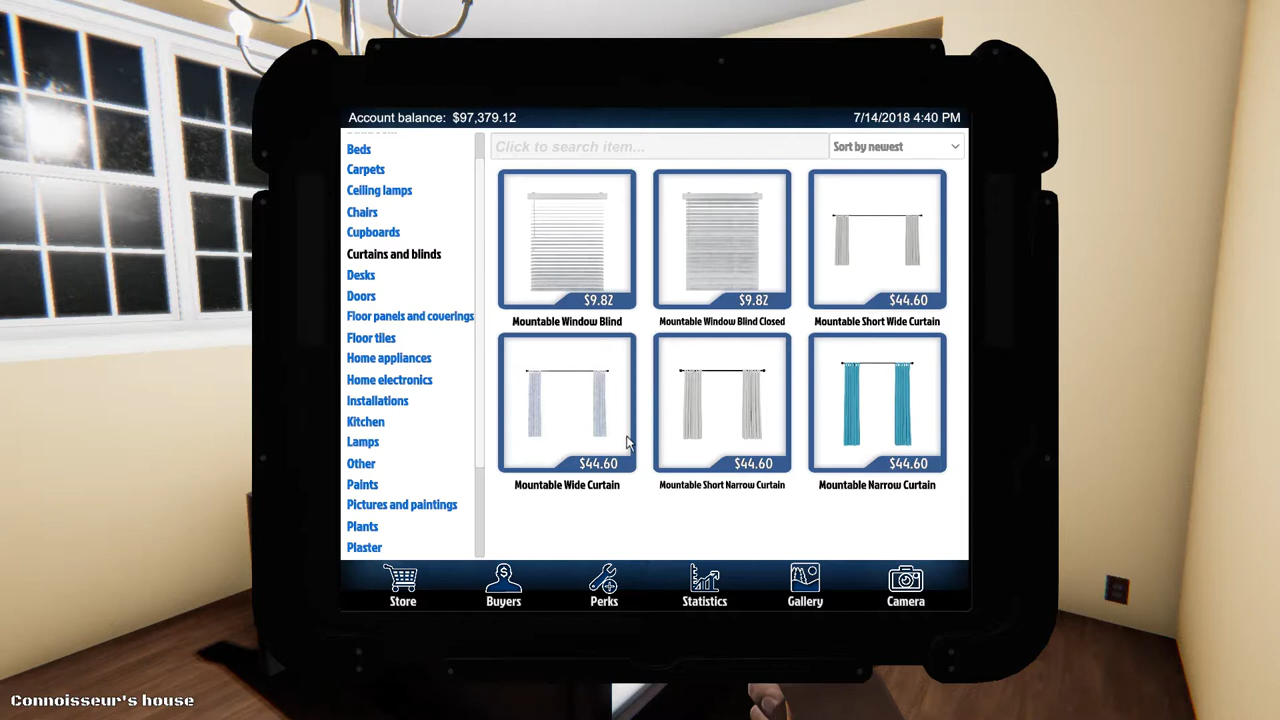 Account balance: $97,379.12
7/14/2018 4:40 PM
Click to search item...
Sort by newest
Beds
Carpets
Ceiling lamps
Chairs
Cupboards
Curtains and blinds
Desks
Doors
Floor panels and coverings
Floor tiles
Home appliances
Home electronics
Installations
Kitchen
Lamps
Other
Paints
Pictures and paintings
Plants
Plaster
$9.82
$9.82
$44.60
Mountable Window Blind
Mountable Window Blind Closed
Mountable Short Wide Curtain
$44.60
$44.60
$44.60
Mountable Wide Curtain
Mountable Short Narrow Curtain
Mountable Narrow Curtain
Store
Buyers
Perks
Statistics
Gallery
Camera
Connoisseur's house